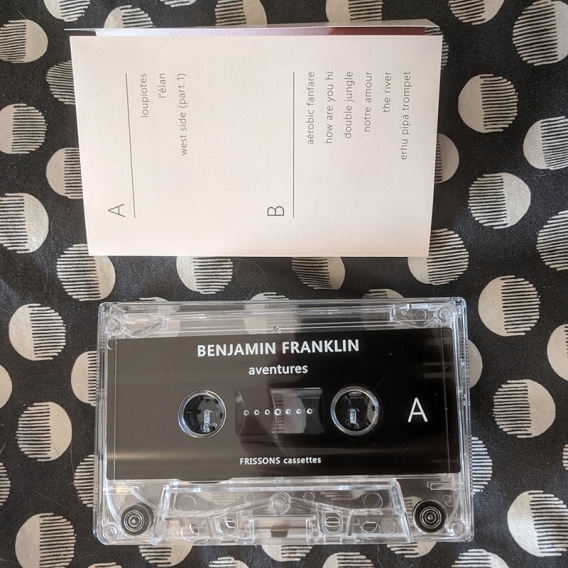 A
loupiotes
l'élan
west side (part 1)
B
aérobic fanfare
how are you hi
double jungle
notre amour
the river
erhu pipa trompet
BENJAMIN FRANKLIN
aventures
A
FRISSONS cassettes